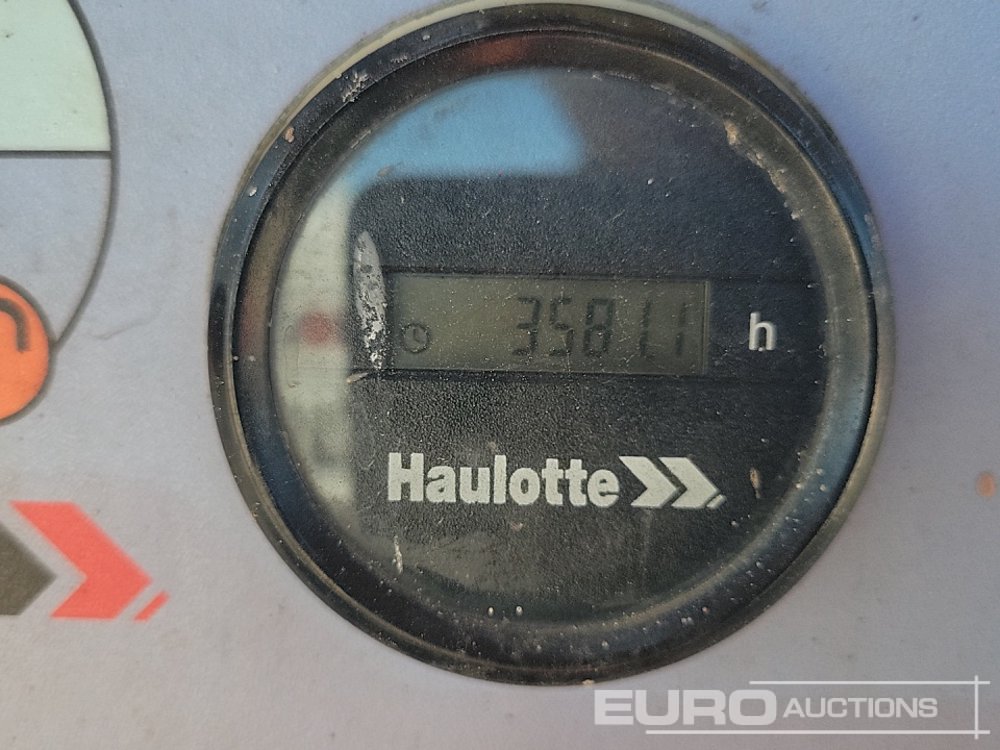 3581.1 h
Haulotte
EURO AUCTIONS